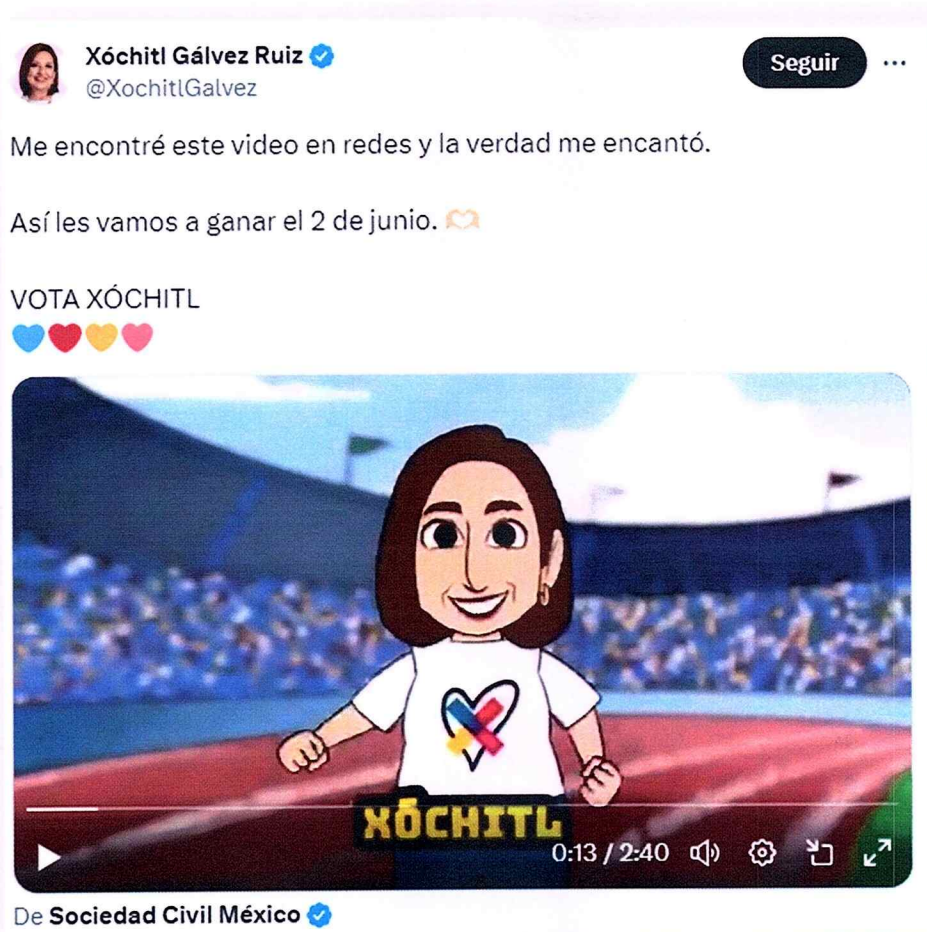 Xóchitl Gálvez Ruiz
@XochitlGalvez
Seguir
Me encontré este video en redes y la verdad me encantó.
Así les vamos a ganar el 2 de junio.
VOTA XÓCHITL
XÓCHITL
0:13 / 2:40
De Sociedad Civil México